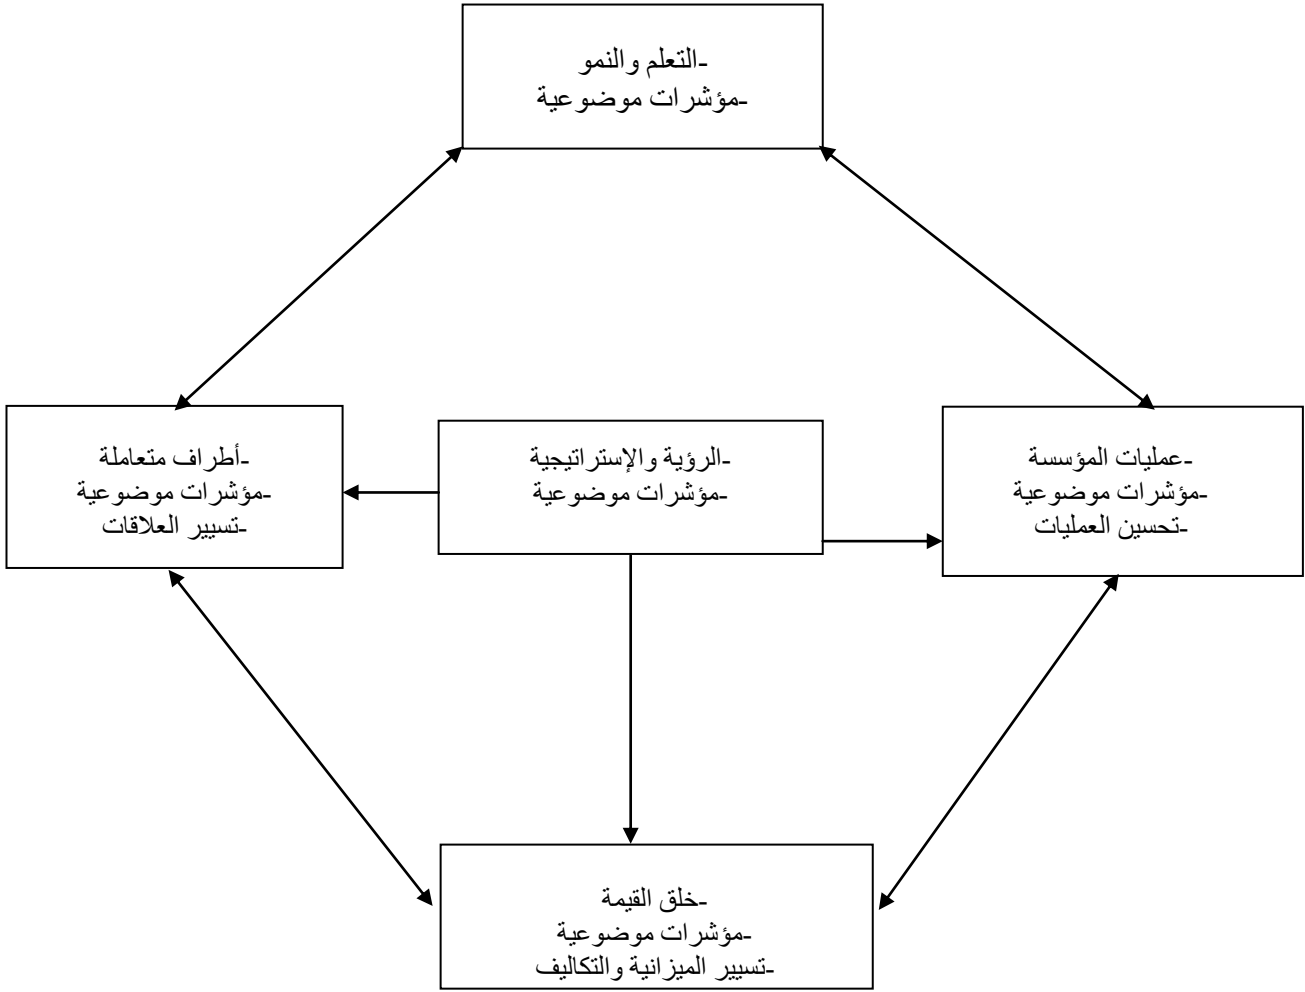 -التعلم والنمو
-مؤشرات موضوعية
-عمليات المؤسسة
-مؤشرات موضوعية
-تحسين العمليات
-الرؤية والإستراتيجية
-مؤشرات موضوعية
-أطراف متعاملة
-مؤشرات موضوعية
-تسيير العلاقات
-خلق القيمة
-مؤشرات موضوعية
-تسيير الميزانية والتكاليف